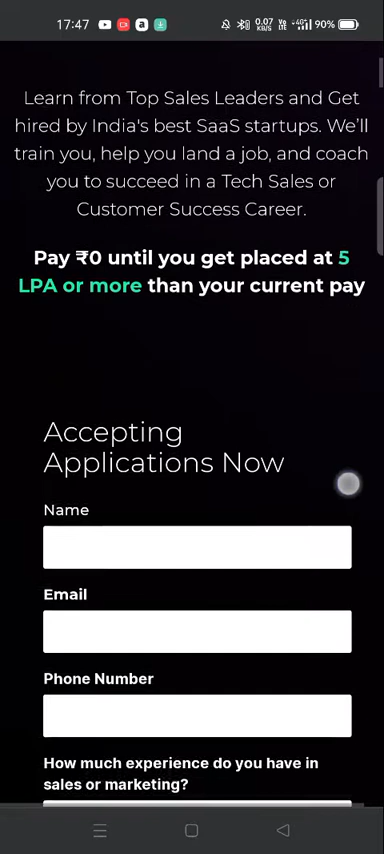 17:47 a 0.07 KB/S Vo LTE 4G 90%
Learn from Top Sales Leaders and Get
hired by India's best SaaS startups. We'll
train you, help you land a job, and coach
you to succeed in a Tech Sales or
Customer Success Career.
Pay ₹0 until you get placed at 5
LPA or more than your current pay
Accepting
Applications Now
Name
Email
Phone Number
How much experience do you have in
sales or marketing?